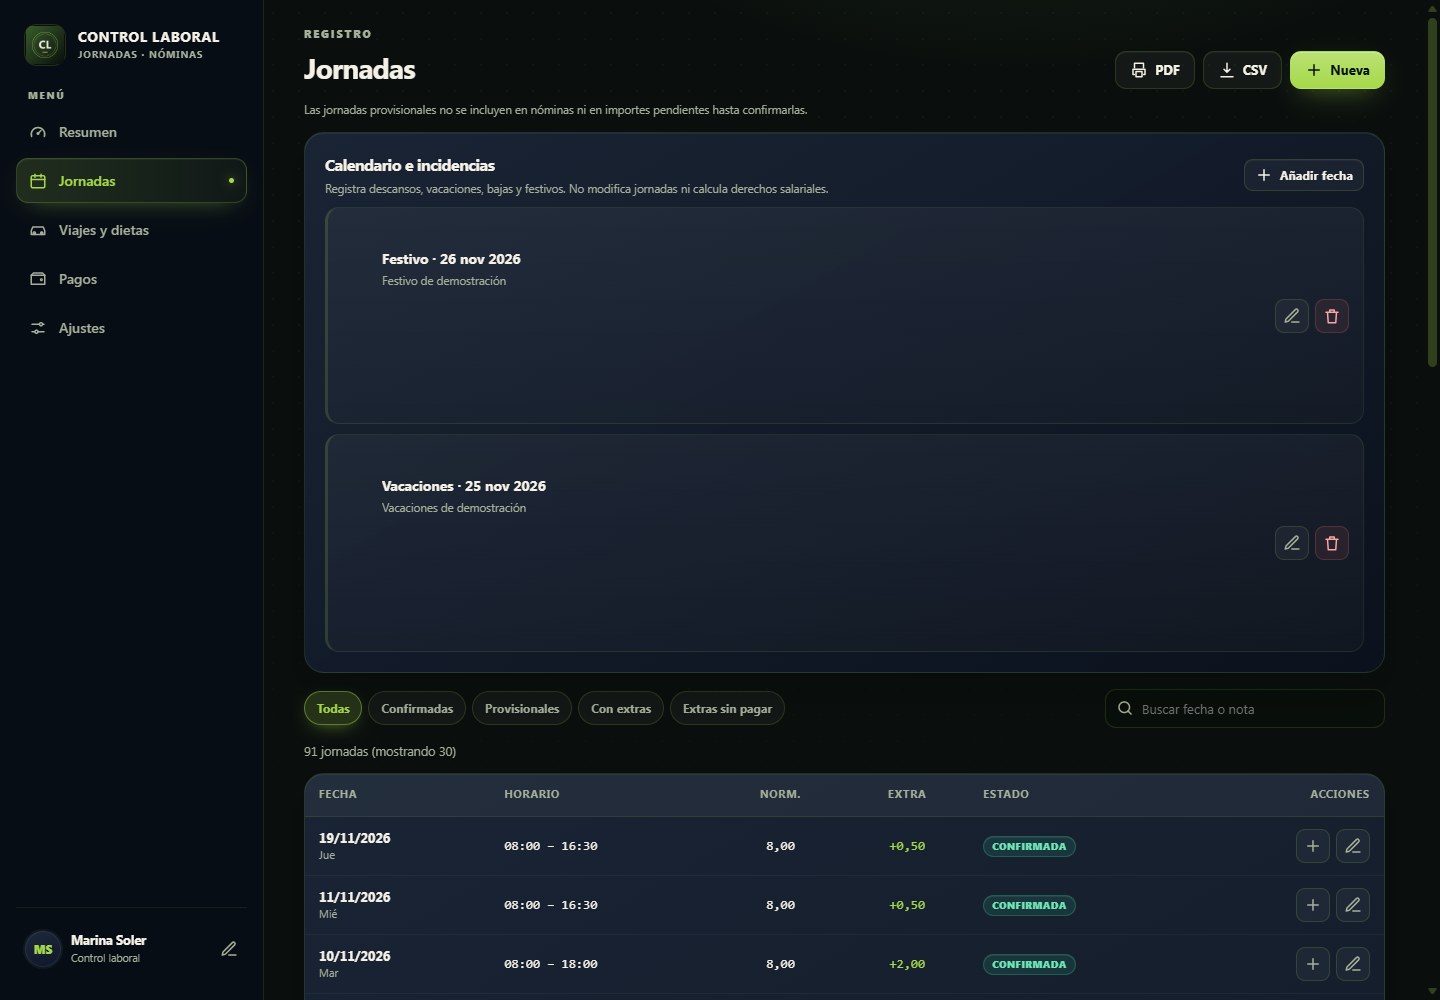 CL
CONTROL LABORAL
JORNADAS · NÓMINAS
MENÚ
Resumen
Jornadas
Viajes y dietas
Pagos
Ajustes
MS
Marina Soler
Control laboral
REGISTRO
Jornadas
PDF
CSV
Nueva
Las jornadas provisionales no se incluyen en nóminas ni en importes pendientes hasta confirmarlas.
Calendario e incidencias
Registra descansos, vacaciones, bajas y festivos. No modifica jornadas ni calcula derechos salariales.
Añadir fecha
Festivo · 26 nov 2026
Festivo de demostración
Vacaciones · 25 nov 2026
Vacaciones de demostración
Todas
Confirmadas
Provisionales
Con extras
Extras sin pagar
Buscar fecha o nota
91 jornadas (mostrando 30)
FECHA HORARIO NORM. EXTRA ESTADO ACCIONES
19/11/2026
Jue
08:00 – 16:30 8,00 +0,50 CONFIRMADA
11/11/2026
Mié
08:00 – 16:30 8,00 +0,50 CONFIRMADA
10/11/2026
Mar
08:00 – 18:00 8,00 +2,00 CONFIRMADA